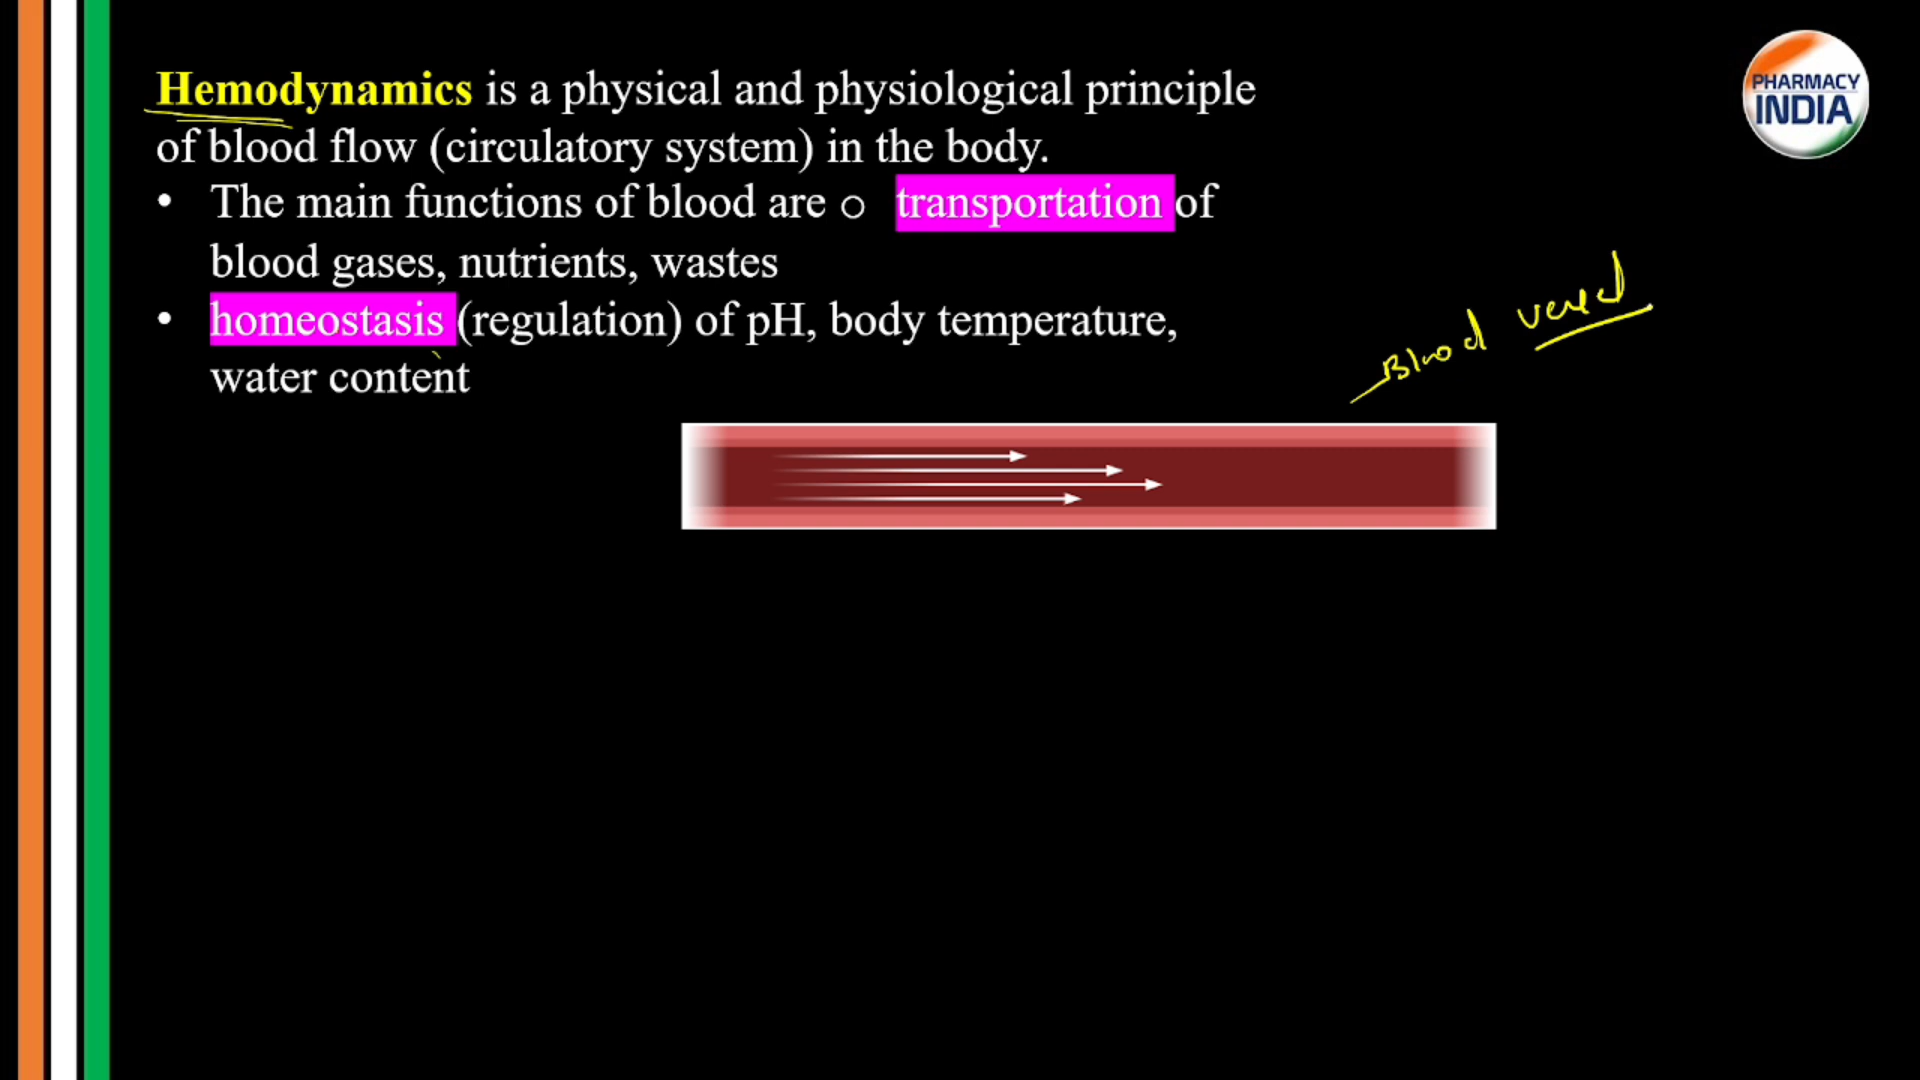 Hemodynamics is a physical and physiological principle
of blood flow (circulatory system) in the body.
• The main functions of blood are o transportation of
blood gases, nutrients, wastes
• homeostasis (regulation) of pH, body temperature,
water content
Blood vessel
PHARMACY
INDIA